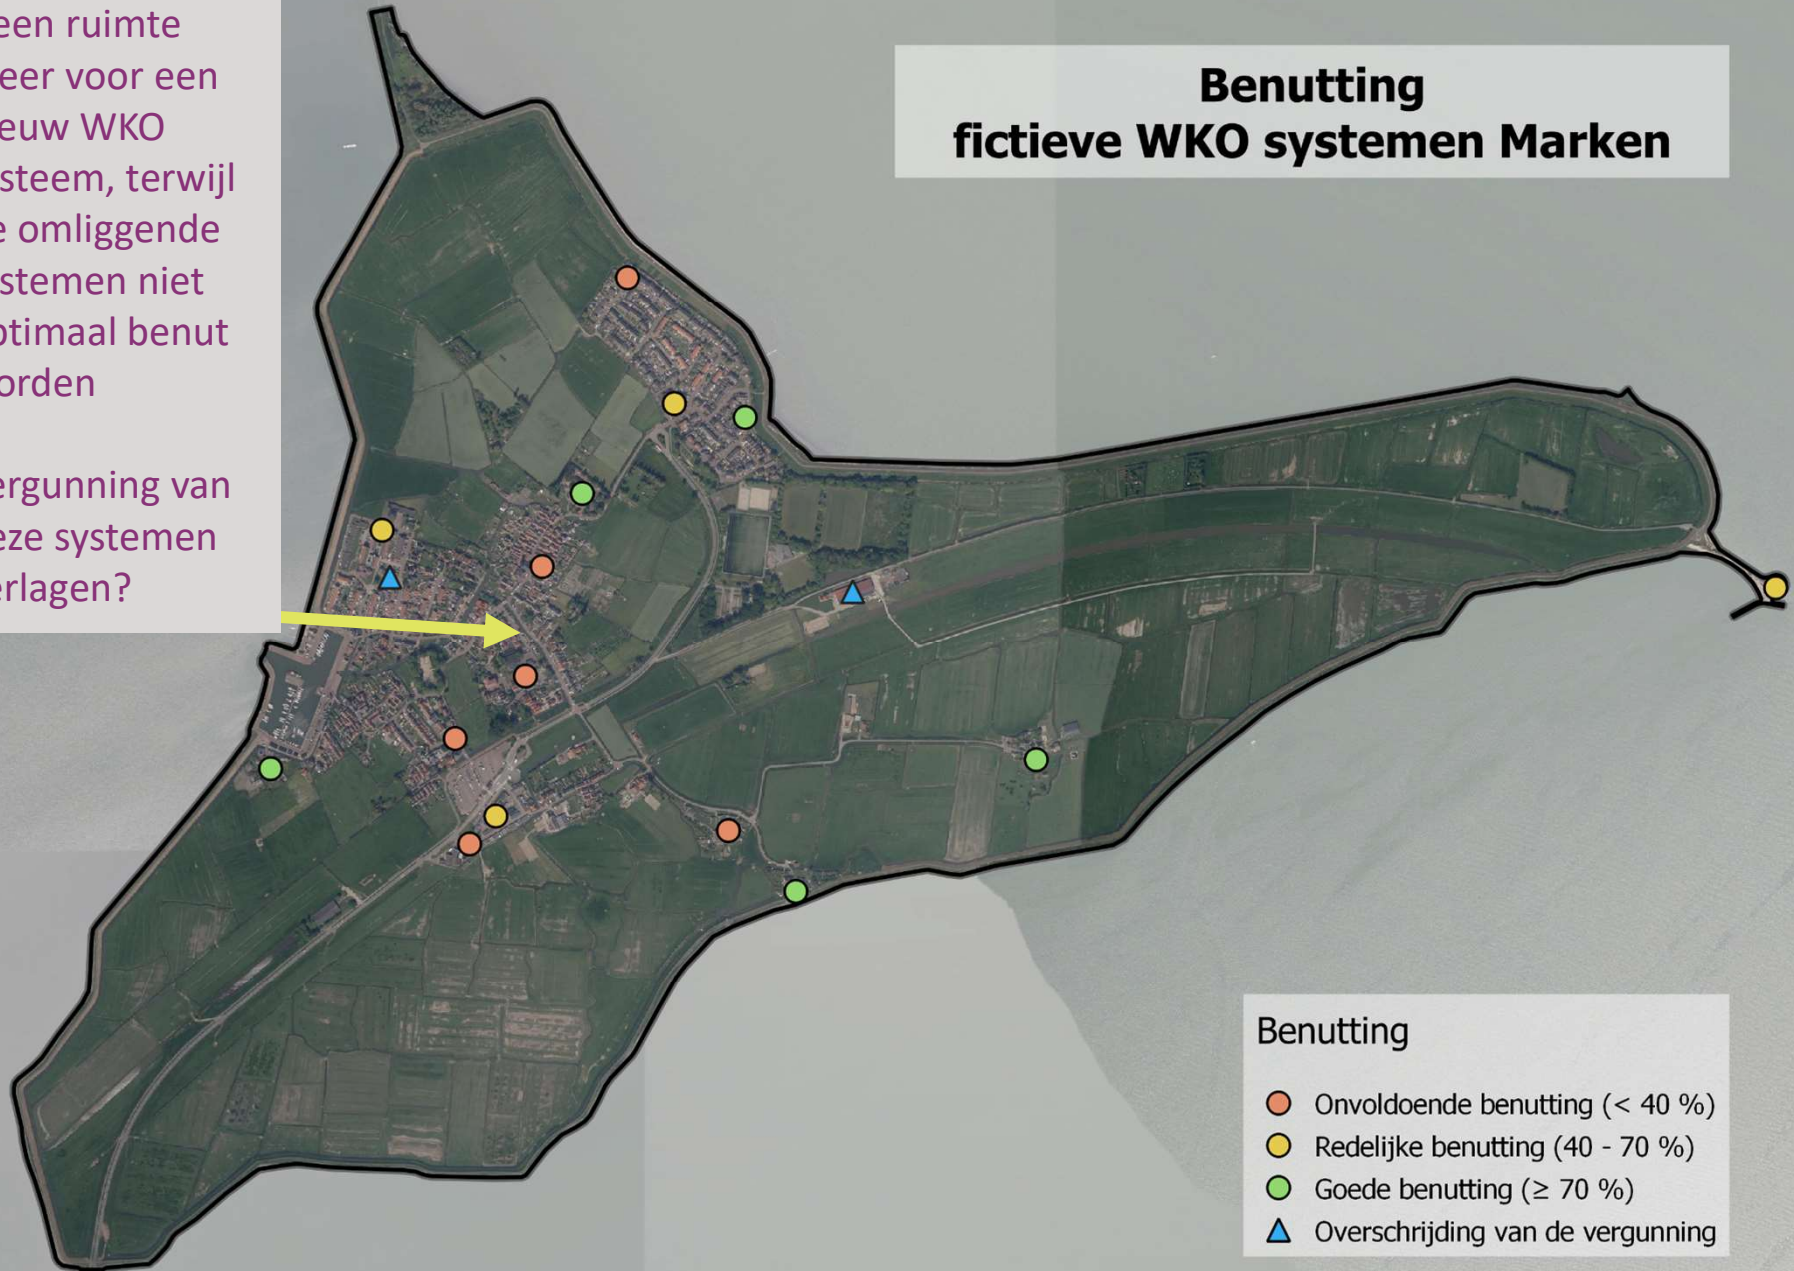 een ruimte
eer voor een
euw WKO
steem, terwijl
e omliggende
stemen niet
ptimaal benut
orden
ergunning van
eze systemen
erlagen?
Benutting
fictieve WKO systemen Marken
Benutting
Onvoldoende benutting (< 40 %)
Redelijke benutting (40 - 70 %)
Goede benutting (≥ 70 %)
Overschrijding van de vergunning